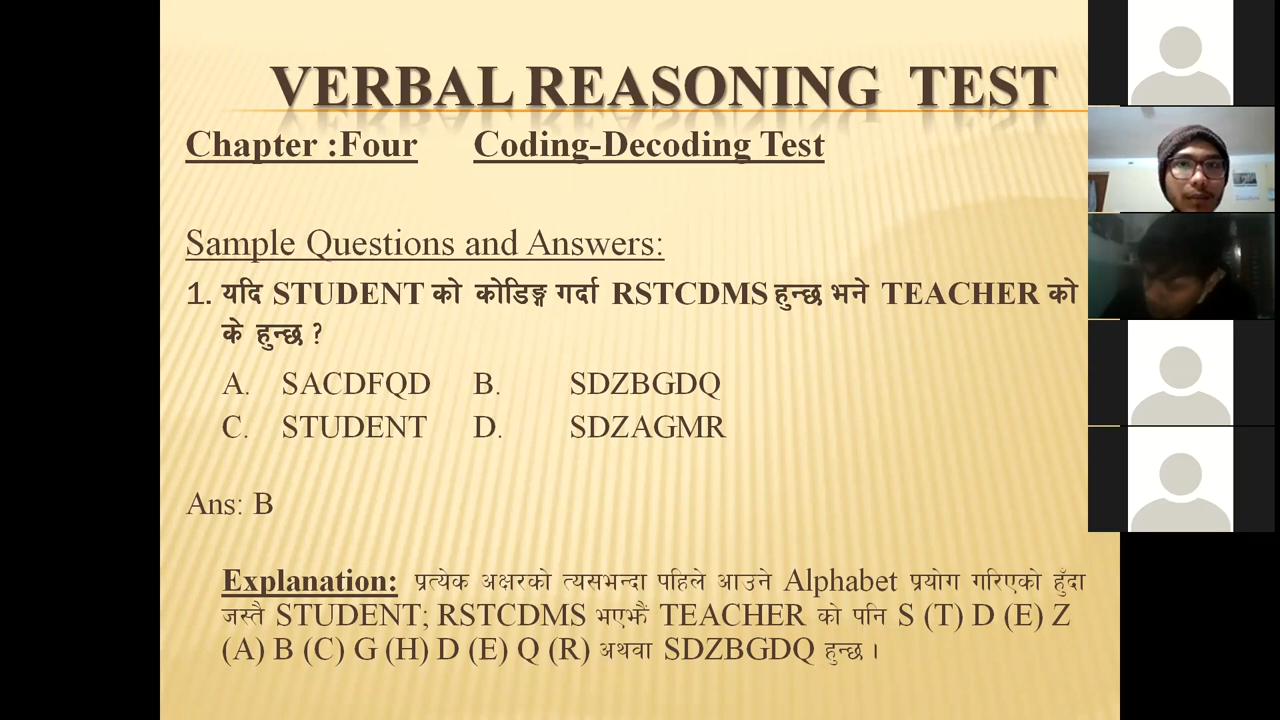 VERBAL REASONING TEST
Chapter :Four Coding-Decoding Test
Sample Questions and Answers:
1. यदि STUDENT को कोडिङ्ग गर्दा RSTCDMS हुन्छ भने TEACHER को
के हुन्छ ?
A. SACDFQD B. SDZBGDQ
C. STUDENT D. SDZAGMR
Ans: B
Explanation: प्रत्येक अक्षरको त्यसभन्दा पहिले आउने Alphabet प्रयोग गरिएको हुँदा
जस्तै STUDENT; RSTCDMS भएझैं TEACHER को पनि S (T) D (E) Z
(A) B (C) G (H) D (E) Q (R) अथवा SDZBGDQ हुन्छ ।